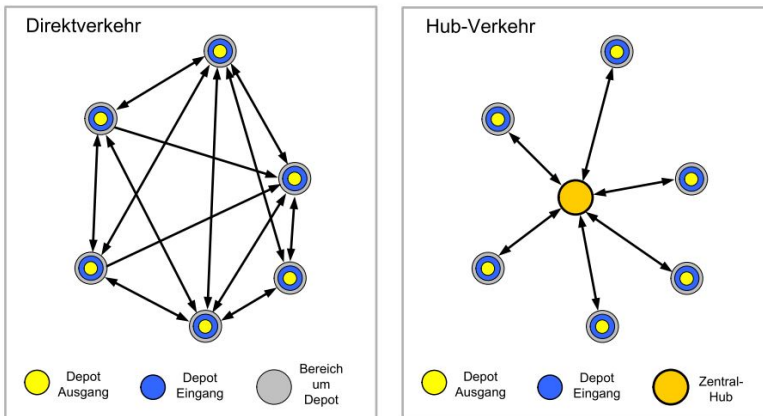 Direktverkehr
Depot
Ausgang
Depot
Eingang
Bereich
um
Depot
Hub-Verkehr
Depot
Ausgang
Depot
Eingang
Zentral-
Hub